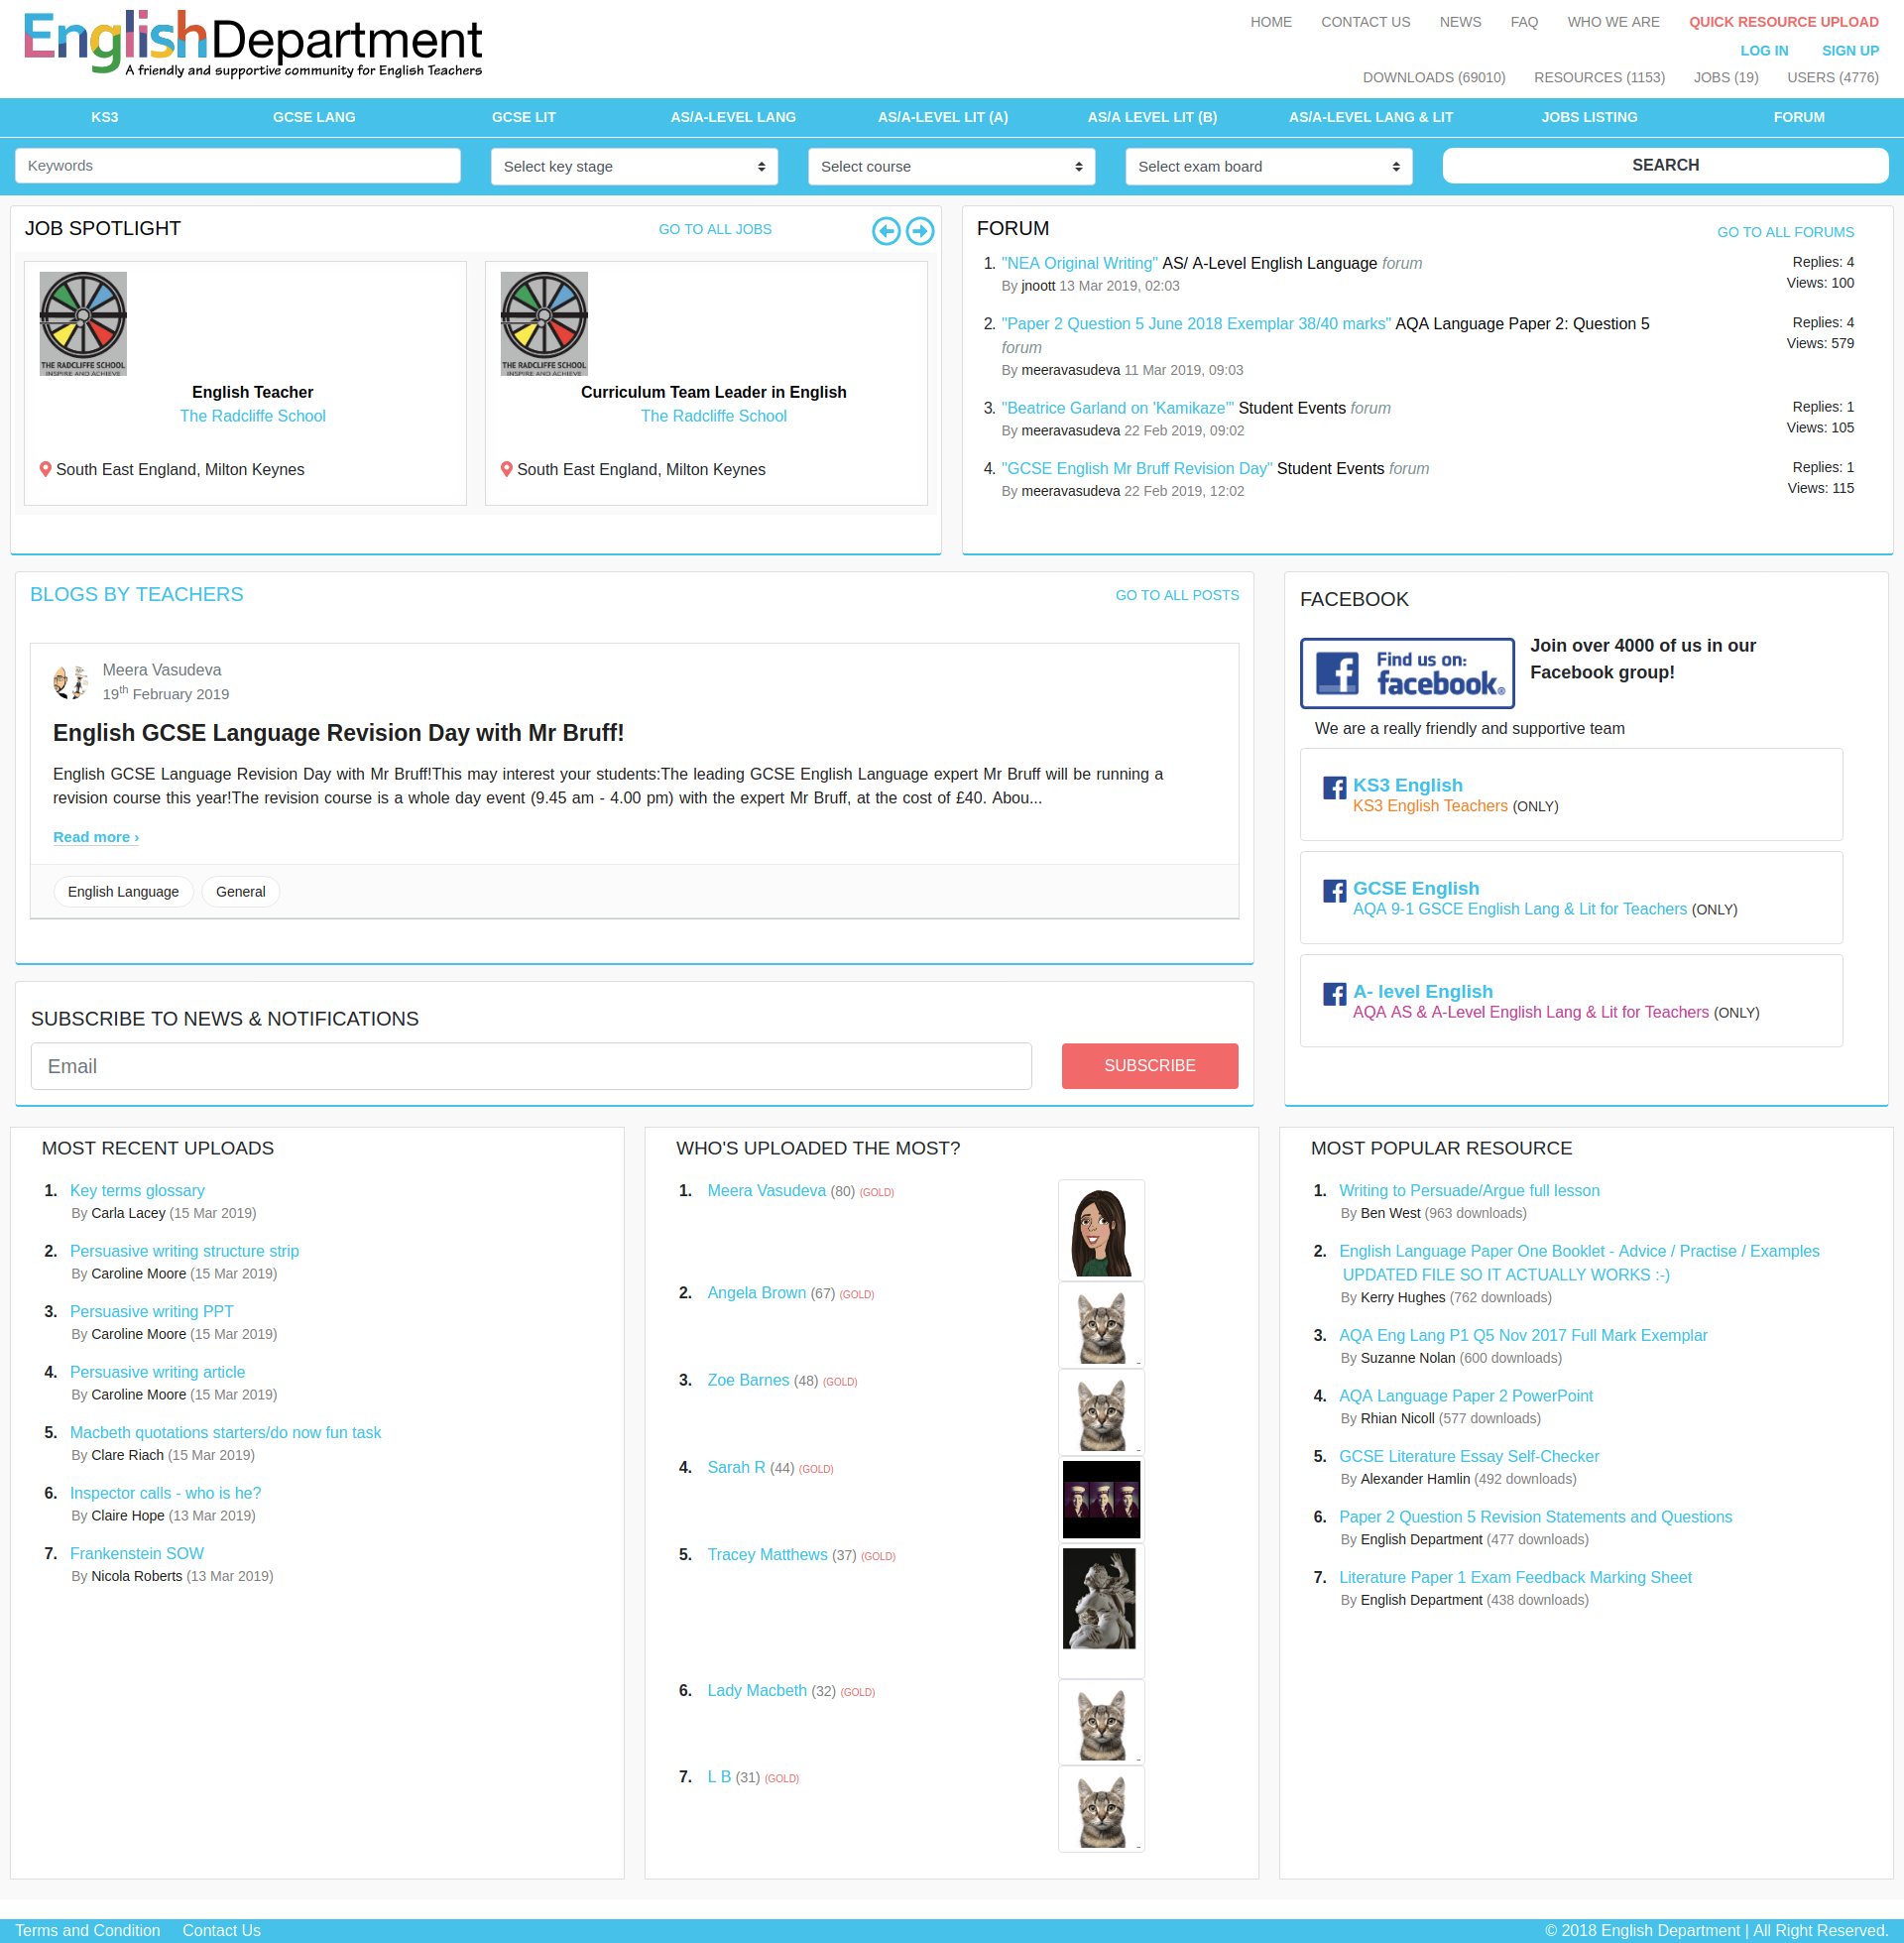 EnglishDepartment
A friendly and supportive community for English Teachers
HOME CONTACT US NEWS FAQ WHO WE ARE QUICK RESOURCE UPLOAD
LOG IN SIGN UP
DOWNLOADS (69010) RESOURCES (1153) JOBS (19) USERS (4776)
KS3 GCSE LANG GCSE LIT AS/A-LEVEL LANG AS/A-LEVEL LIT (A) AS/A LEVEL LIT (B) AS/A-LEVEL LANG & LIT JOBS LISTING FORUM
Keywords Select key stage Select course Select exam board SEARCH
JOB SPOTLIGHT GO TO ALL JOBS
THE RADCLIFFE SCHOOL
INSPIRE AND ACHIEVE
English Teacher
The Radcliffe School
South East England, Milton Keynes
THE RADCLIFFE SCHOOL
INSPIRE AND ACHIEVE
Curriculum Team Leader in English
The Radcliffe School
South East England, Milton Keynes
FORUM GO TO ALL FORUMS
1. "NEA Original Writing" AS/ A-Level English Language forum Replies: 4
By jnoott 13 Mar 2019, 02:03 Views: 100
2. "Paper 2 Question 5 June 2018 Exemplar 38/40 marks" AQA Language Paper 2: Question 5 Replies: 4
forum Views: 579
By meeravasudeva 11 Mar 2019, 09:03
3. "Beatrice Garland on 'Kamikaze'" Student Events forum Replies: 1
By meeravasudeva 22 Feb 2019, 09:02 Views: 105
4. "GCSE English Mr Bruff Revision Day" Student Events forum Replies: 1
By meeravasudeva 22 Feb 2019, 12:02 Views: 115
BLOGS BY TEACHERS GO TO ALL POSTS
Meera Vasudeva
19th February 2019
English GCSE Language Revision Day with Mr Bruff!
English GCSE Language Revision Day with Mr Bruff!This may interest your students:The leading GCSE English Language expert Mr Bruff will be running a
revision course this year!The revision course is a whole day event (9.45 am - 4.00 pm) with the expert Mr Bruff, at the cost of £40. Abou...
Read more ›
English Language General
FACEBOOK
Find us on:
facebook®
Join over 4000 of us in our
Facebook group!
We are a really friendly and supportive team
KS3 English
KS3 English Teachers (ONLY)
GCSE English
AQA 9-1 GSCE English Lang & Lit for Teachers (ONLY)
A- level English
AQA AS & A-Level English Lang & Lit for Teachers (ONLY)
SUBSCRIBE TO NEWS & NOTIFICATIONS
Email SUBSCRIBE
MOST RECENT UPLOADS
1. Key terms glossary
By Carla Lacey (15 Mar 2019)
2. Persuasive writing structure strip
By Caroline Moore (15 Mar 2019)
3. Persuasive writing PPT
By Caroline Moore (15 Mar 2019)
4. Persuasive writing article
By Caroline Moore (15 Mar 2019)
5. Macbeth quotations starters/do now fun task
By Clare Riach (15 Mar 2019)
6. Inspector calls - who is he?
By Claire Hope (13 Mar 2019)
7. Frankenstein SOW
By Nicola Roberts (13 Mar 2019)
WHO'S UPLOADED THE MOST?
1. Meera Vasudeva (80) (GOLD)
2. Angela Brown (67) (GOLD)
3. Zoe Barnes (48) (GOLD)
4. Sarah R (44) (GOLD)
5. Tracey Matthews (37) (GOLD)
6. Lady Macbeth (32) (GOLD)
7. L B (31) (GOLD)
MOST POPULAR RESOURCE
1. Writing to Persuade/Argue full lesson
By Ben West (963 downloads)
2. English Language Paper One Booklet - Advice / Practise / Examples
UPDATED FILE SO IT ACTUALLY WORKS :-)
By Kerry Hughes (762 downloads)
3. AQA Eng Lang P1 Q5 Nov 2017 Full Mark Exemplar
By Suzanne Nolan (600 downloads)
4. AQA Language Paper 2 PowerPoint
By Rhian Nicoll (577 downloads)
5. GCSE Literature Essay Self-Checker
By Alexander Hamlin (492 downloads)
6. Paper 2 Question 5 Revision Statements and Questions
By English Department (477 downloads)
7. Literature Paper 1 Exam Feedback Marking Sheet
By English Department (438 downloads)
Terms and Condition Contact Us © 2018 English Department | All Right Reserved.